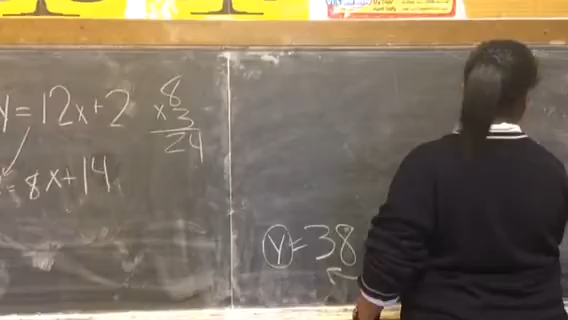 y = 12x+2
= 8x+14
8
x 3
24
y = 38